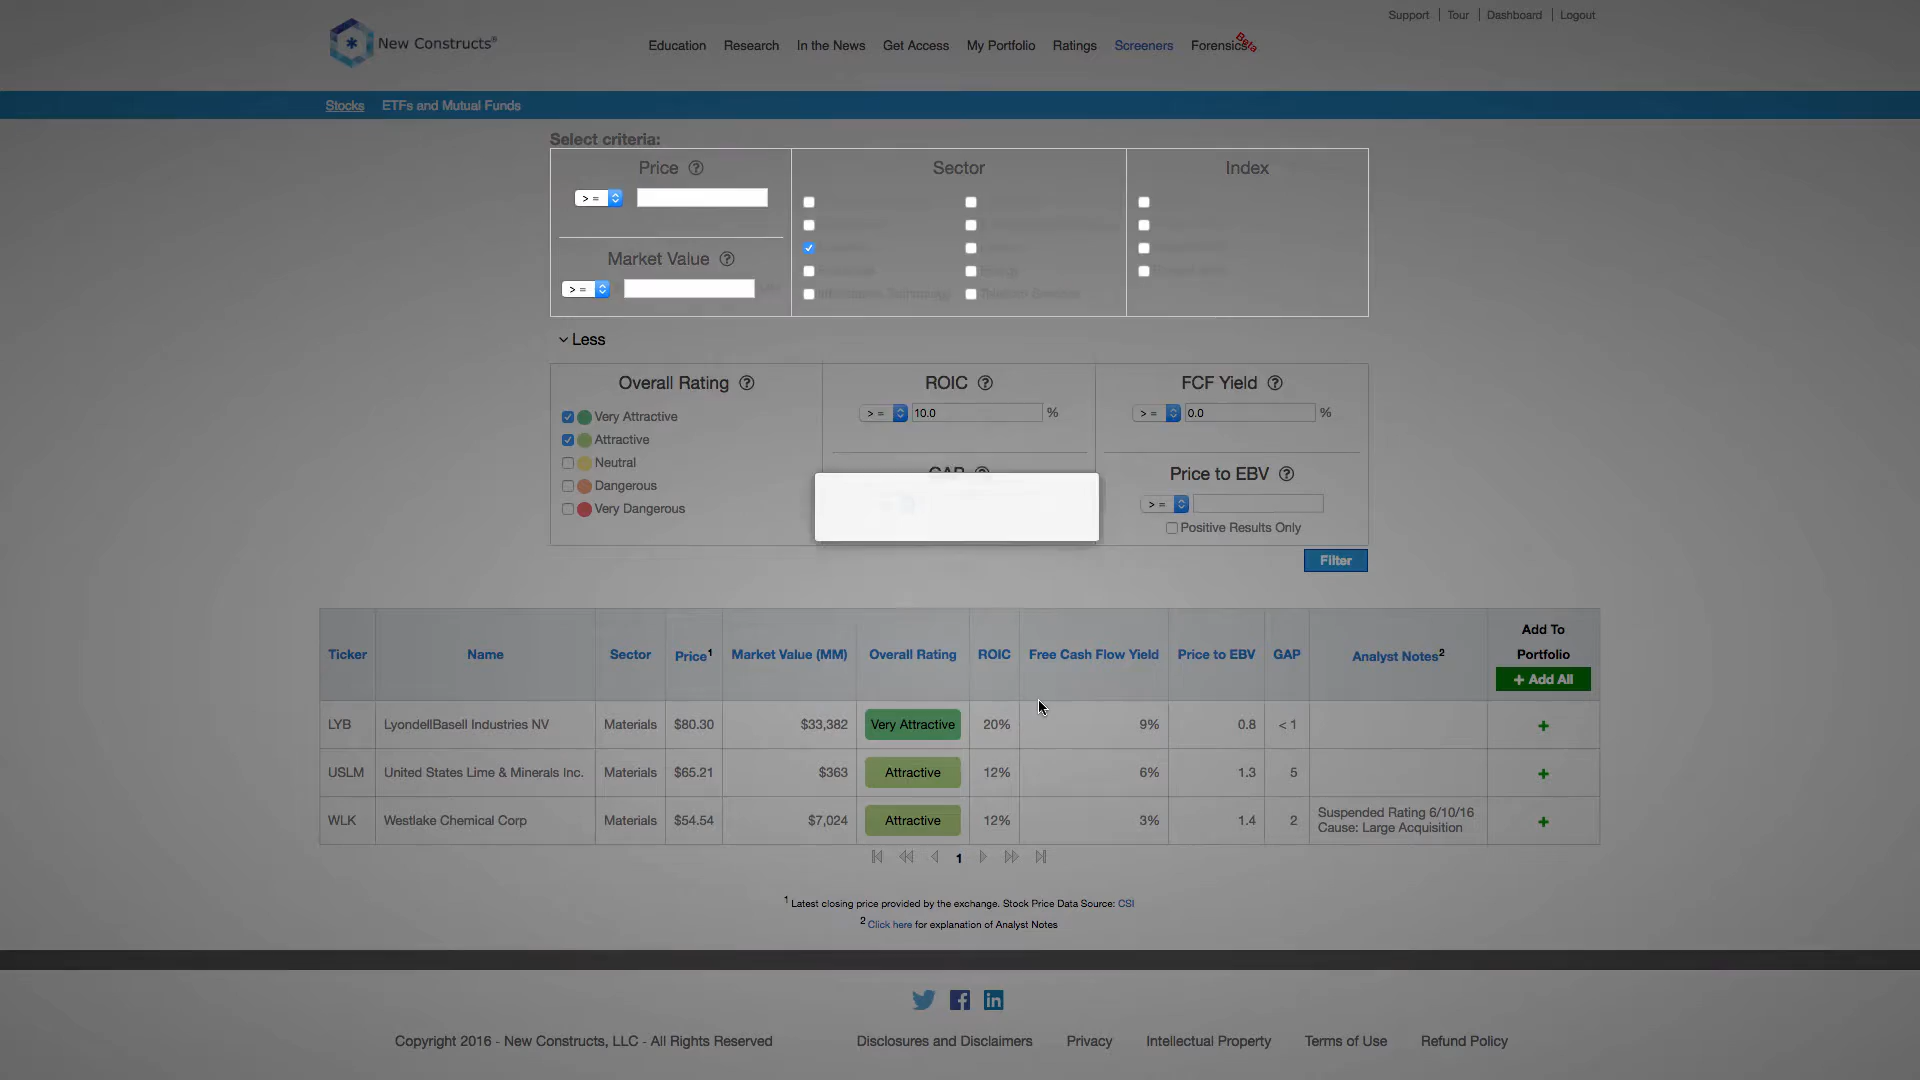 Support | Tour | Dashboard | Logout
New Constructs®
Education Research In the News Get Access My Portfolio Ratings Screeners Forensics Beta
Stocks ETFs and Mutual Funds
Select criteria:
Price ? Sector Index
> =
Market Value ?
> =
Information Technology Telecom Services
Energy
Less
Overall Rating ? ROIC ? FCF Yield ?
Very Attractive > = 10.0 % > = 0.0 %
Attractive
Neutral
GAP ? Price to EBV ?
Dangerous
Very Dangerous > =
Positive Results Only
Filter
Ticker Name Sector Price1 Market Value (MM) Overall Rating ROIC Free Cash Flow Yield Price to EBV GAP Analyst Notes2 Add To Portfolio + Add All
LYB LyondellBasell Industries NV Materials $80.30 $33,382 Very Attractive 20% 9% 0.8 < 1 +
USLM United States Lime & Minerals Inc. Materials $65.21 $363 Attractive 12% 6% 1.3 5 +
WLK Westlake Chemical Corp Materials $54.54 $7,024 Attractive 12% 3% 1.4 2 Suspended Rating 6/10/16 Cause: Large Acquisition +
1
1 Latest closing price provided by the exchange. Stock Price Data Source: CSI
2 Click here for explanation of Analyst Notes
Copyright 2016 - New Constructs, LLC - All Rights Reserved Disclosures and Disclaimers Privacy Intellectual Property Terms of Use Refund Policy